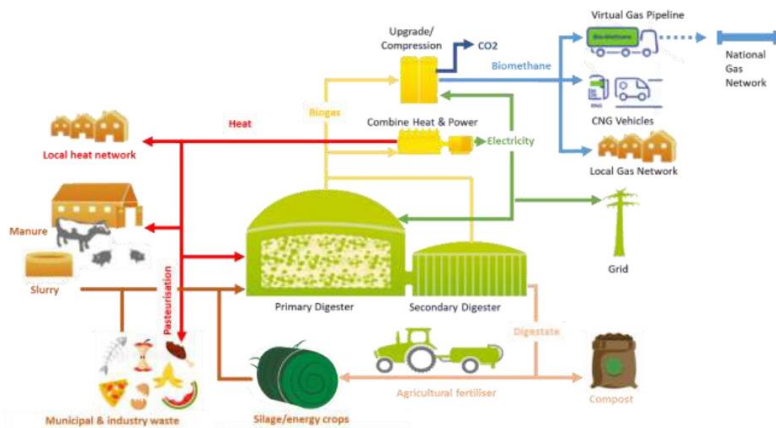 Upgrade/
Compression
CO2
Virtual Gas Pipeline
Bio-Methane
National
Gas
Network
Biomethane
CNG Vehicles
Biogas
Combine Heat & Power
Electricity
Heat
Local heat network
Local Gas Network
Manure
Grid
Slurry
Pasteurisation
Primary Digester
Secondary Digester
Digestate
Agricultural fertiliser
Compost
Municipal & industry waste
Silage/energy crops